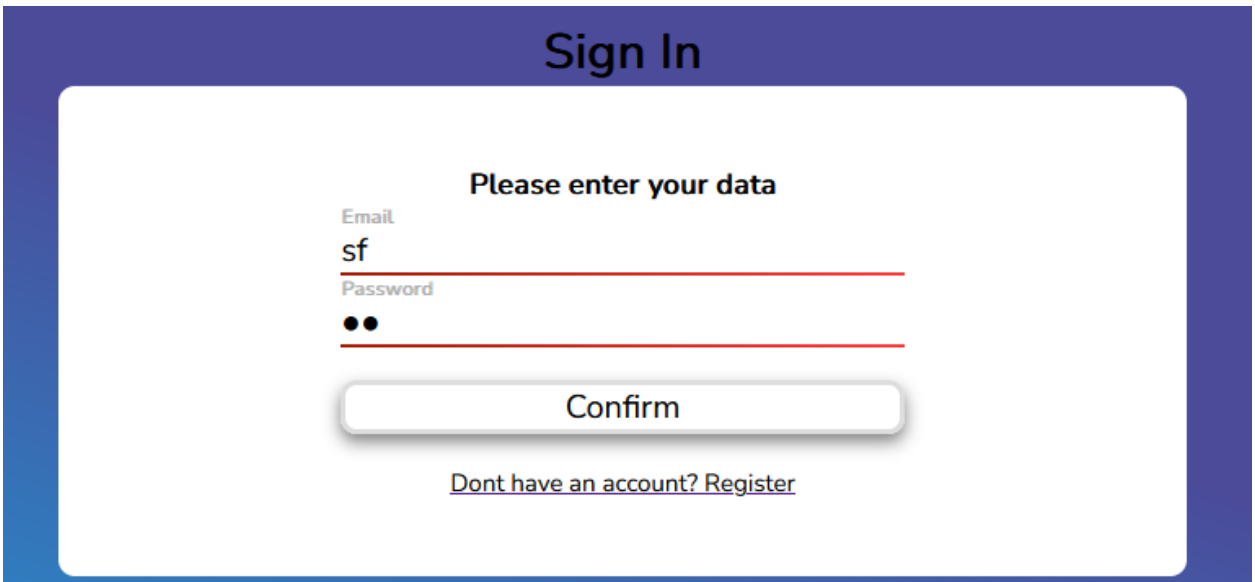 Sign In
Please enter your data
Email
sf
Password
●●
Confirm
Dont have an account? Register